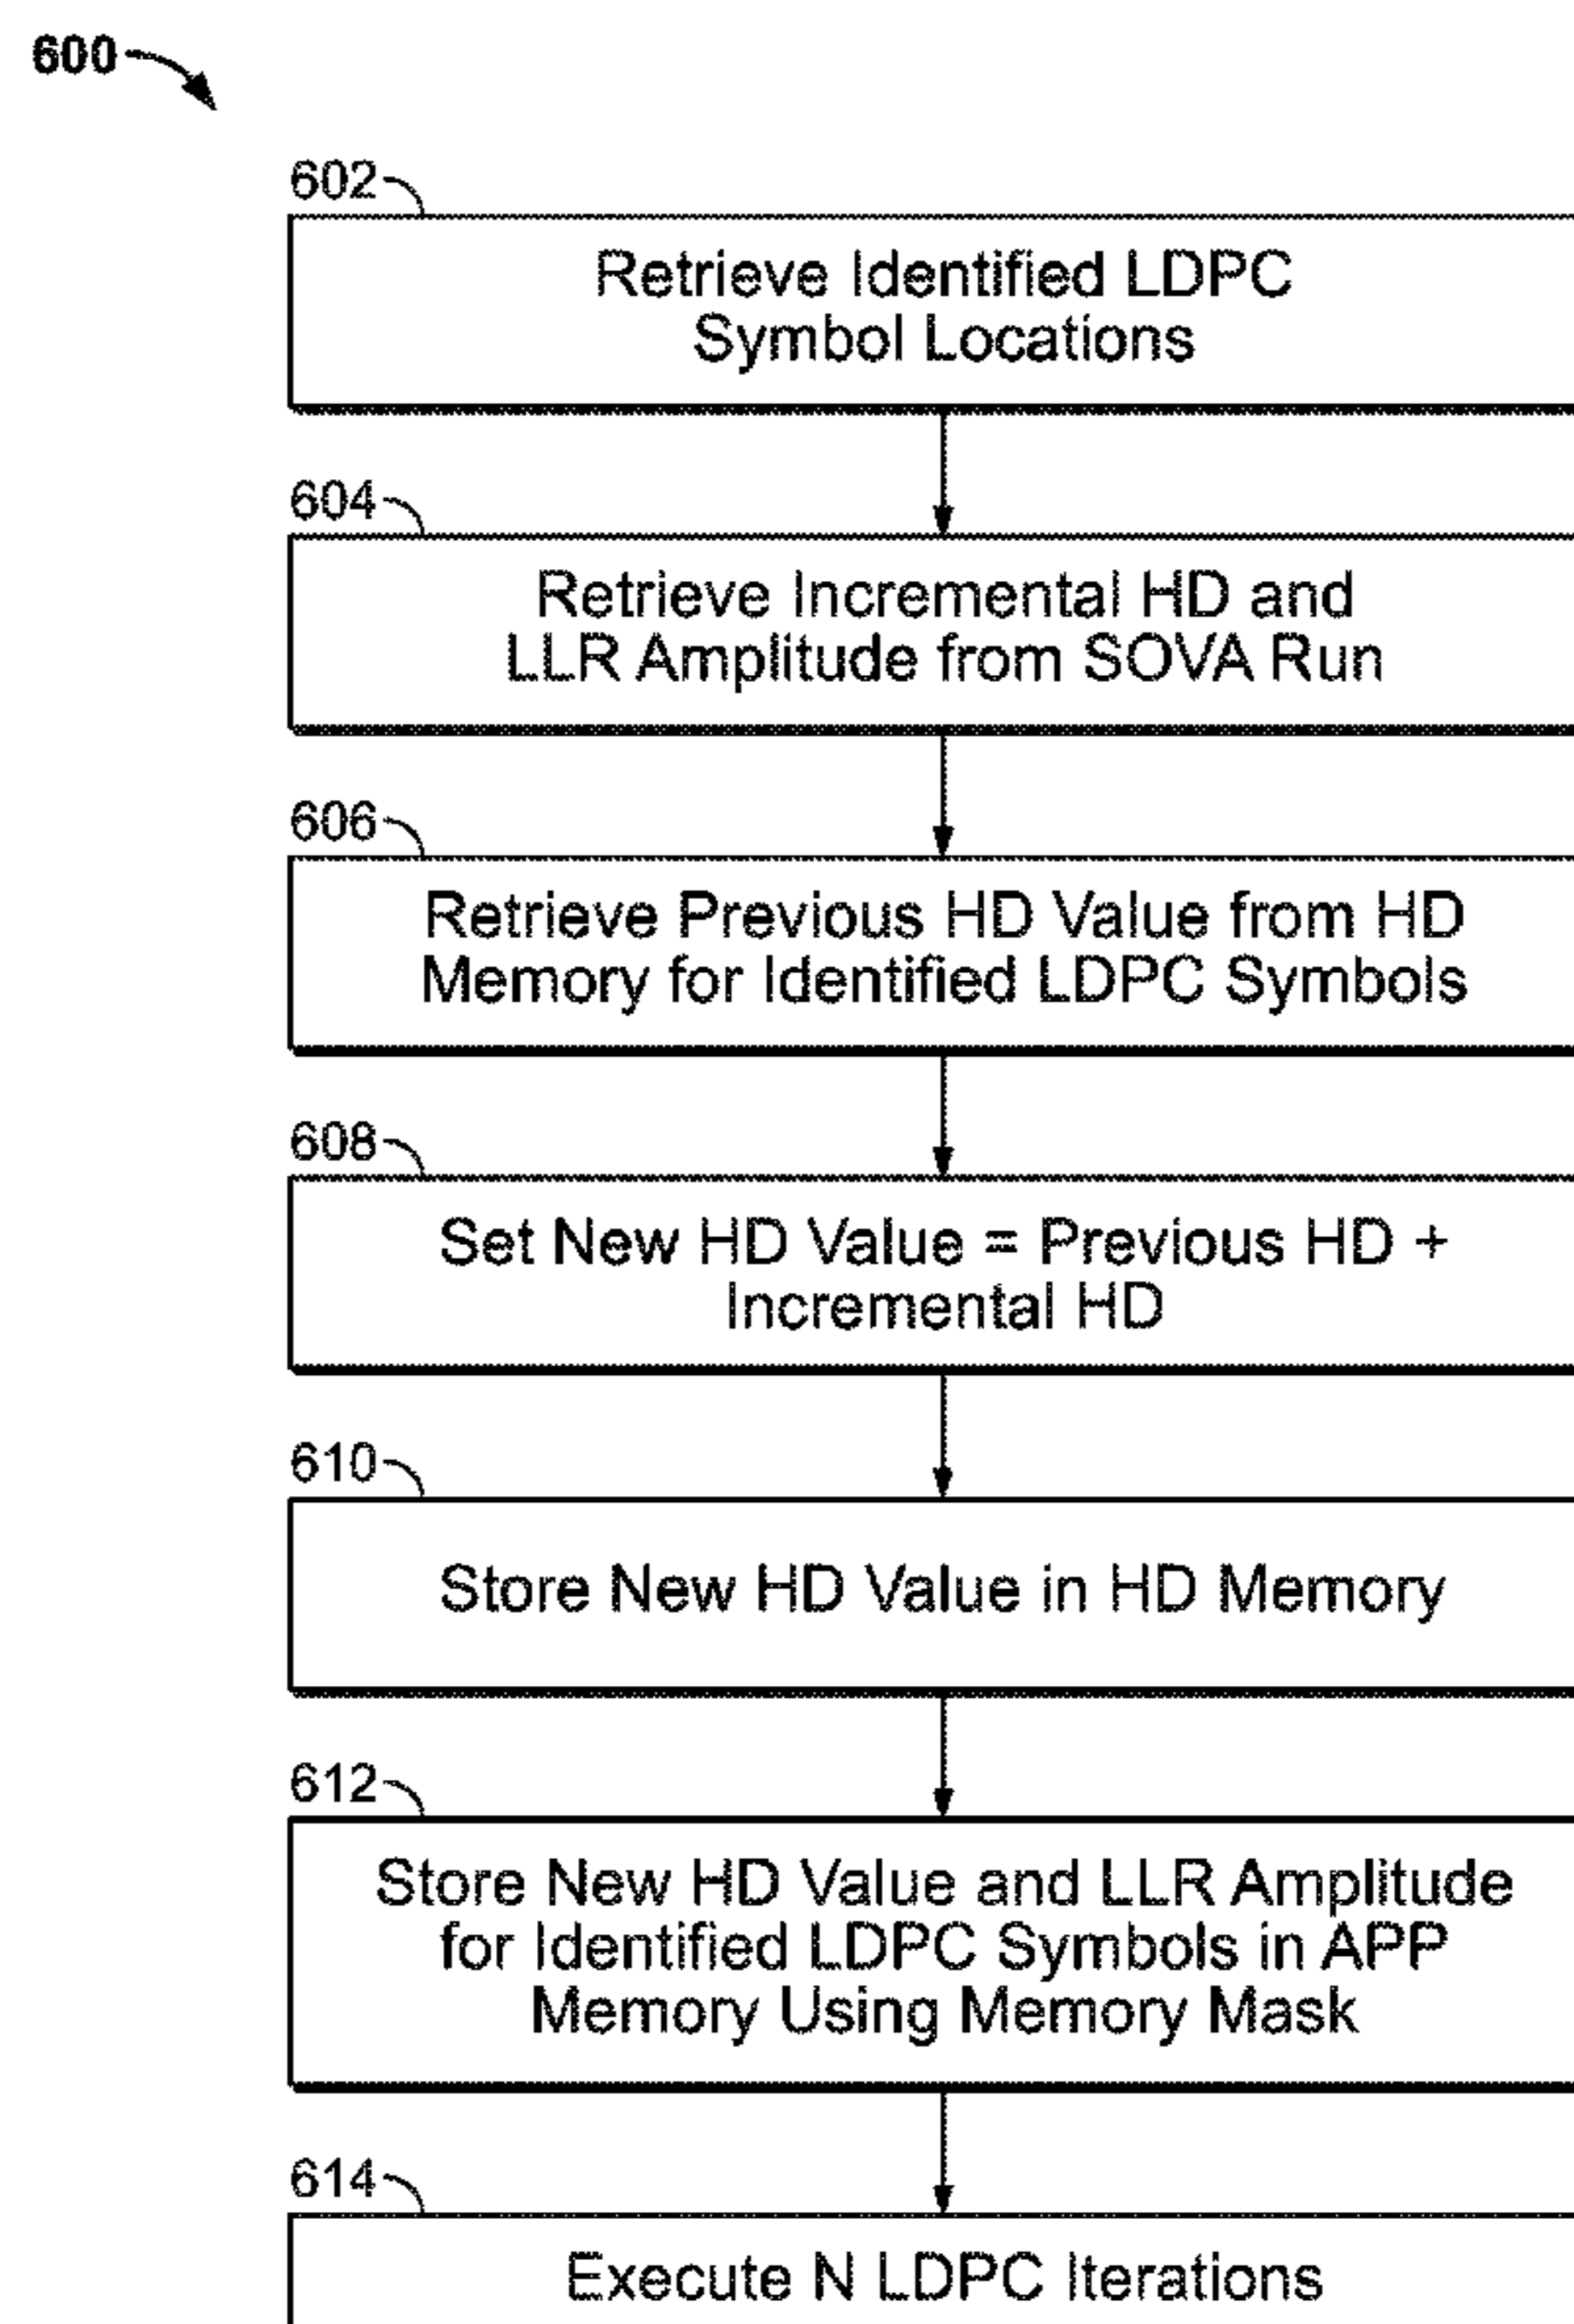 600
602
Retrieve Identified LDPC
Symbol Locations
604
Retrieve Incremental HD and
LLR Amplitude from SOVA Run
606
Retrieve Previous HD Value from HD
Memory for Identified LDPC Symbols
608
Set New HD Value = Previous HD +
Incremental HD
610
Store New HD Value in HD Memory
612
Store New HD Value and LLR Amplitude
for Identified LDPC Symbols in APP
Memory Using Memory Mask
614
Execute N LDPC Iterations